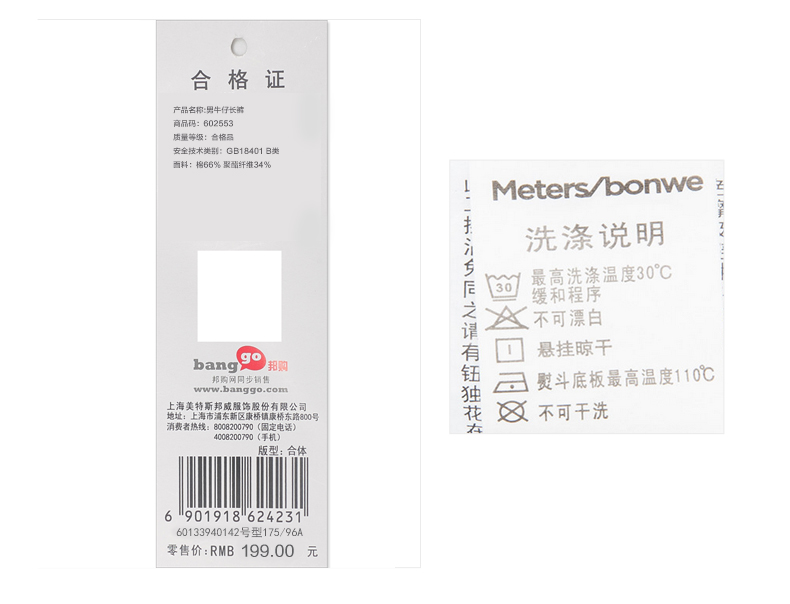 合格证
产品名称:男牛仔长裤
商品码：602553
质量等级：合格品
安全技术类别：GB18401 B类
面料：棉66% 聚酯纤维34%
bang go 邦购
邦购网同步销售
www.banggo.com
上海美特斯邦威服饰股份有限公司
地址：上海市浦东新区康桥镇康桥东路800号
消费者热线：8008200790（固定电话）
4008200790（手机）
版型：合体
6 901918 624231
60133940142号型175/96A
零售价:RMB 199.00 元
Meters/bonwe
洗涤说明
30
最高洗涤温度30℃
缓和程序
不可漂白
悬挂晾干
熨斗底板最高温度110℃
不可干洗